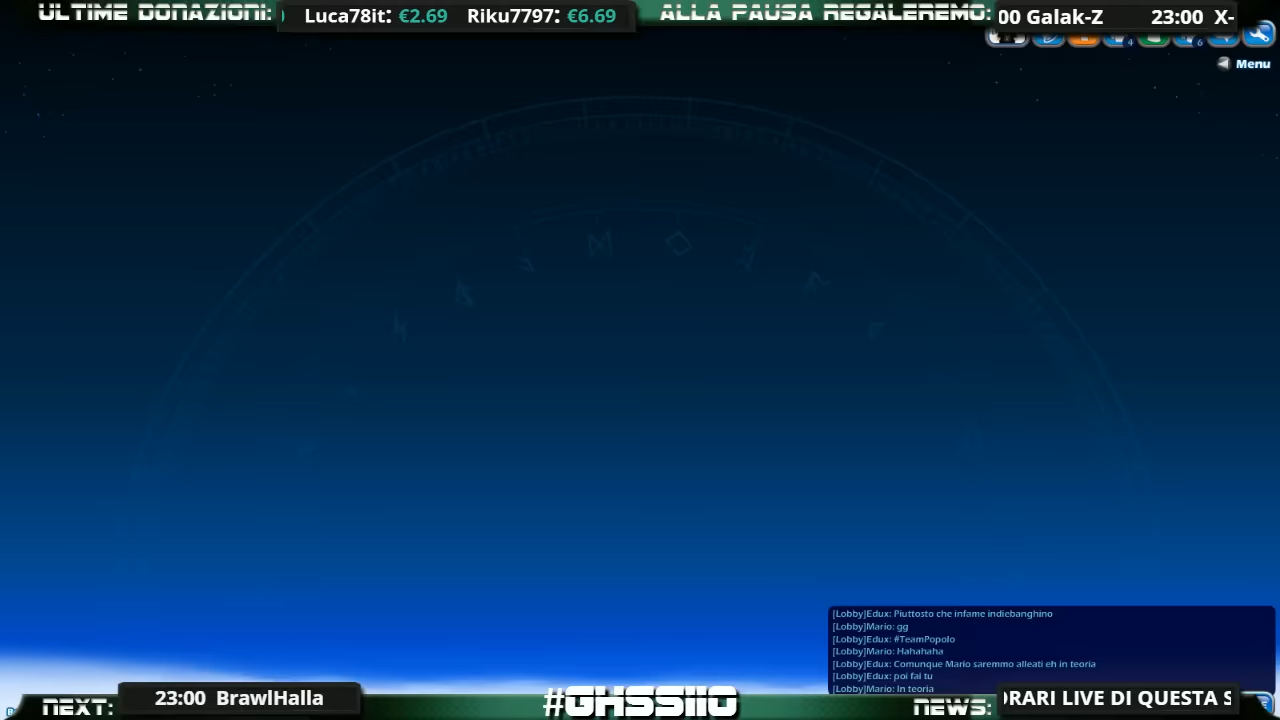 ULTIME DONAZIONI: Luca78it: €2.69 Riku7797: €6.69 ALLA PAUSA REGALEREMO: 00 Galak-Z 23:00 X-
4 6
Menu
[Lobby]Edux: Piuttosto che infame indiebanghino
[Lobby]Mario: gg
[Lobby]Edux: #TeamPopolo
[Lobby]Mario: Hahahaha
[Lobby]Edux: Comunque Mario saremmo alleati eh in teoria
[Lobby]Edux: poi fai tu
[Lobby]Mario: In teoria
NEXT: 23:00 BrawlHalla #GHSSIIO NEWS: ORARI LIVE DI QUESTA S